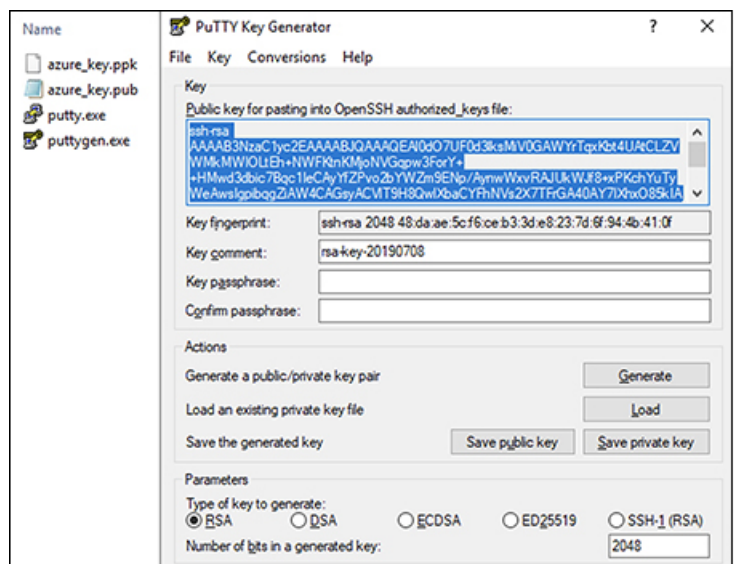 Name
azure_key.ppk
azure_key.pub
putty.exe
puttygen.exe
PuTTY Key Generator
? ×
File Key Conversions Help
Key
Public key for pasting into OpenSSH authorized_keys file:
ssh-rsa
Key fingerprint: ssh-rsa 2048 48:da:ae:5c:f6:ce:b3:3d:e8:23:7d:6f:94:4b:41:0f
Key comment: rsa-key-20190708
Key passphrase:
Confirm passphrase:
Actions
Generate a public/private key pair Generate
Load an existing private key file Load
Save the generated key Save public key Save private key
Parameters
Type of key to generate:
RSA DSA ECDSA ED25519 SSH-1 (RSA)
Number of bits in a generated key: 2048